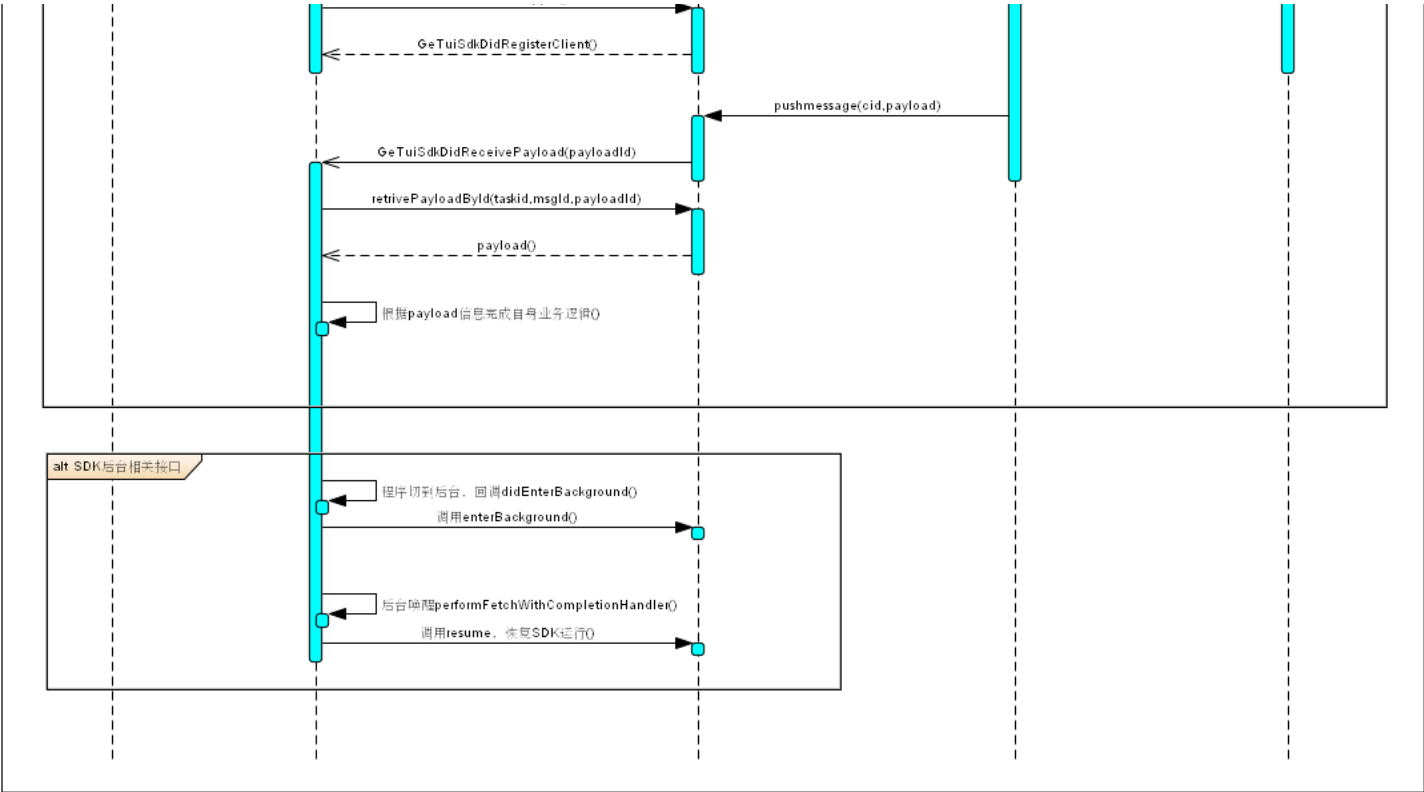 GeTuiSdkDidRegisterClient()
pushmessage(cid,payload)
GeTuiSdkDidReceivePayload(payloadId)
retrivePayloadById(taskid,msgId,payloadId)
payload()
根据payload信息完成自身业务逻辑()
alt SDK后台相关接口
程序切到后台，回调didEnterBackground()
调用enterBackground()
后台唤醒performFetchWithCompletionHandler()
调用resume，恢复SDK运行()